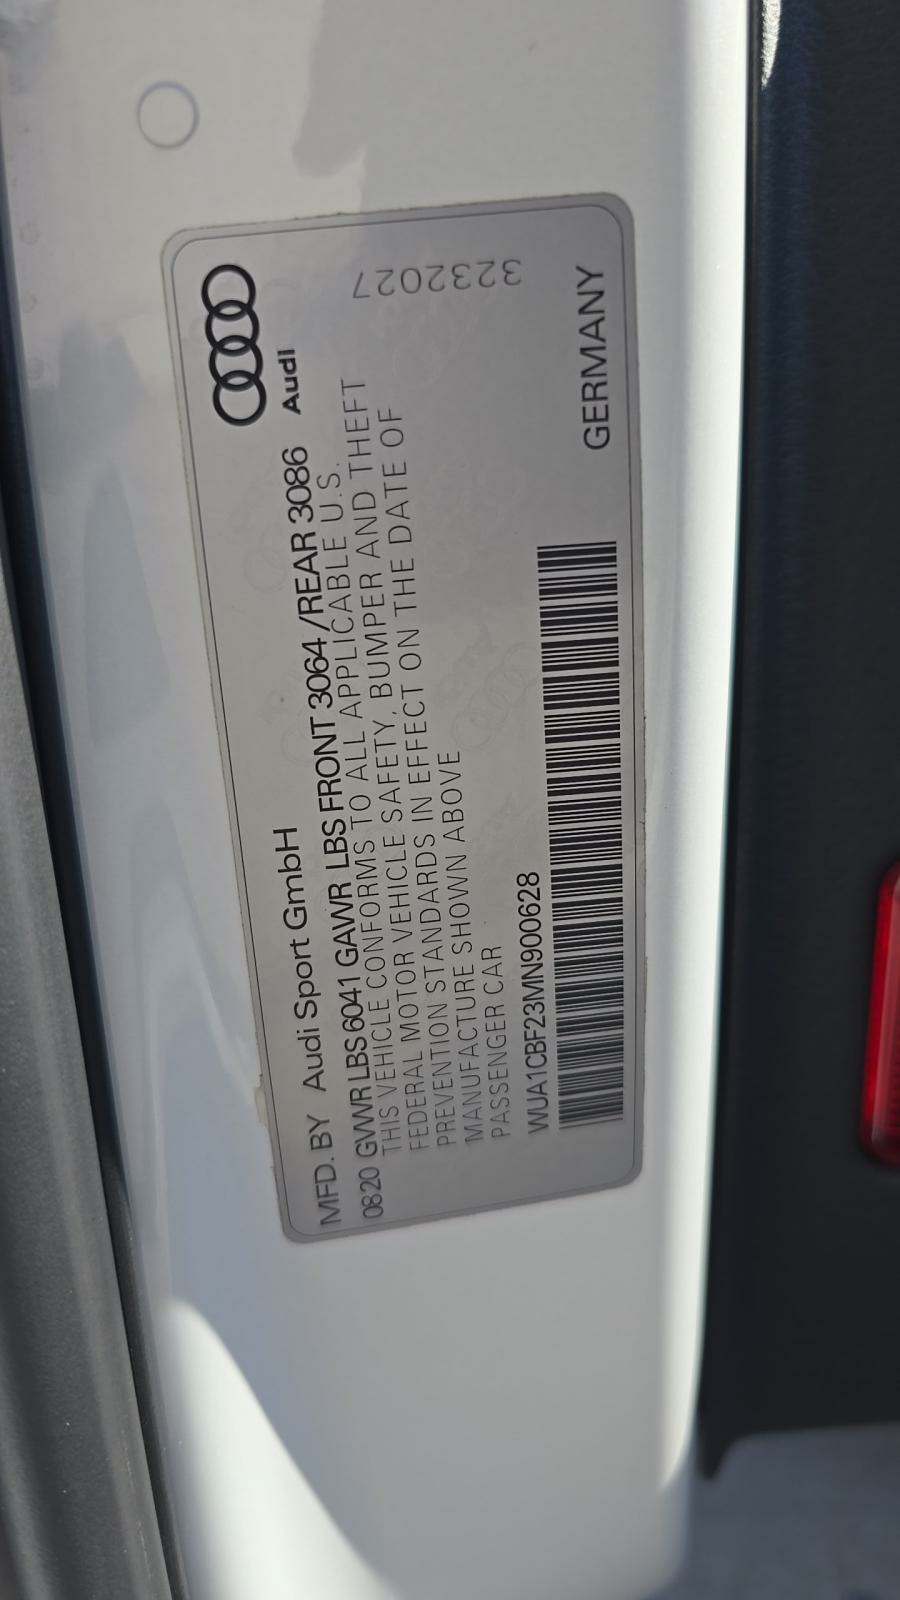 MFD. BY Audi Sport GmbH
Audi
0820 GVWR LBS 6041 GAWR LBS FRONT 3064 /REAR 3086
THIS VEHICLE CONFORMS TO ALL APPLICABLE U.S.
FEDERAL MOTOR VEHICLE SAFETY, BUMPER AND THEFT
PREVENTION STANDARDS IN EFFECT ON THE DATE OF
MANUFACTURE SHOWN ABOVE
PASSENGER CAR
3232027
WUA1CBF23MN900628
GERMANY